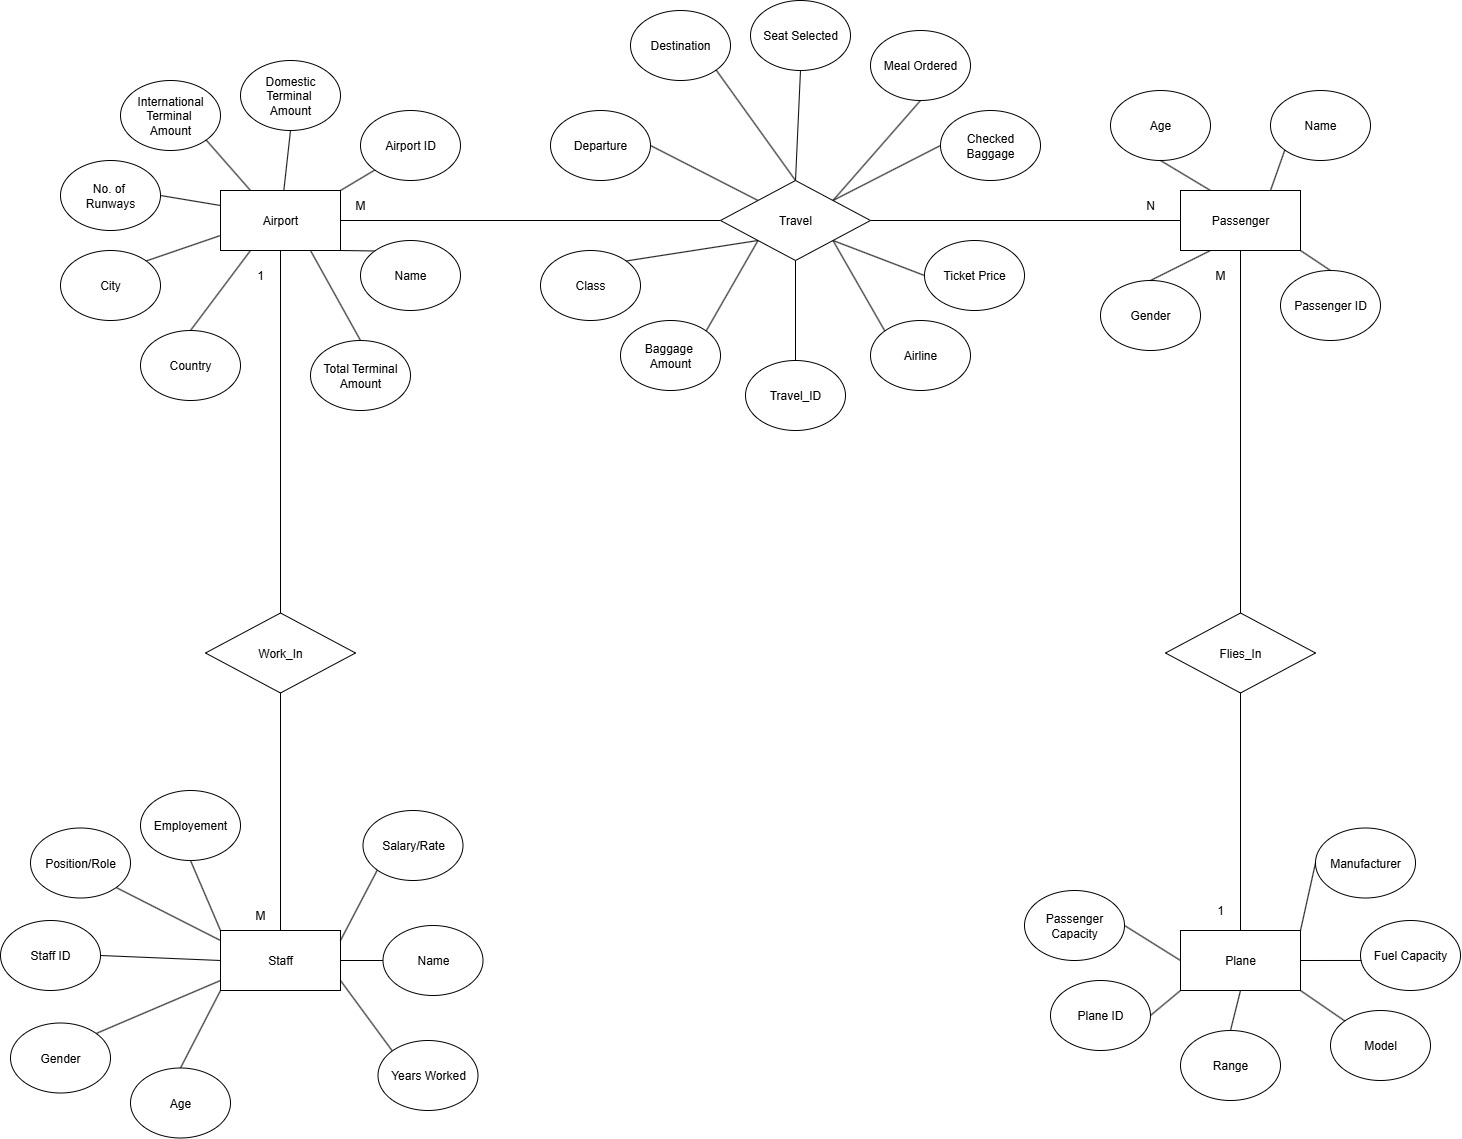 Destination
Seat Selected
Meal Ordered
Domestic
Terminal
Amount
International
Terminal
Amount
Airport ID
Departure
Checked
Baggage
Age
Name
No. of
Runways
Airport
M
Travel
N
Passenger
City
1
Name
Class
Ticket Price
M
Gender
Passenger ID
Country
Total Terminal
Amount
Baggage
Amount
Airline
Travel_ID
Work_In
Flies_In
Employement
Salary/Rate
Position/Role
Manufacturer
M
1
Passenger
Capacity
Staff ID
Staff
Name
Plane
Fuel Capacity
Plane ID
Gender
Age
Years Worked
Range
Model